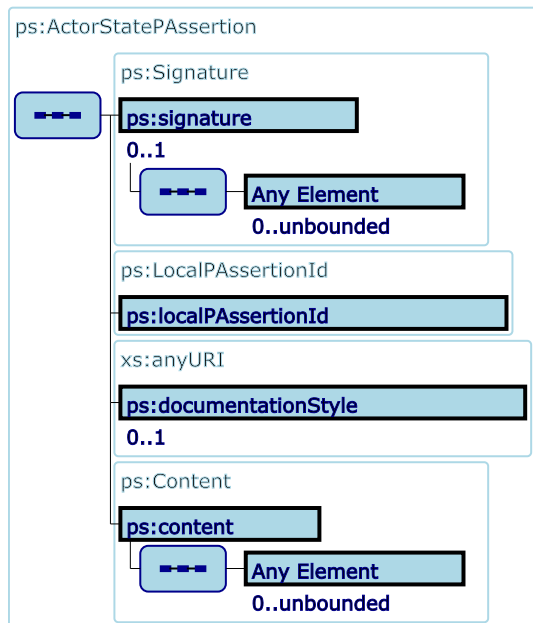 ps:ActorStatePAssertion
ps:Signature
ps:signature
0..1
Any Element
0..unbounded
ps:LocalPAssertionId
ps:localPAssertionId
xs:anyURI
ps:documentationStyle
0..1
ps:Content
ps:content
Any Element
0..unbounded